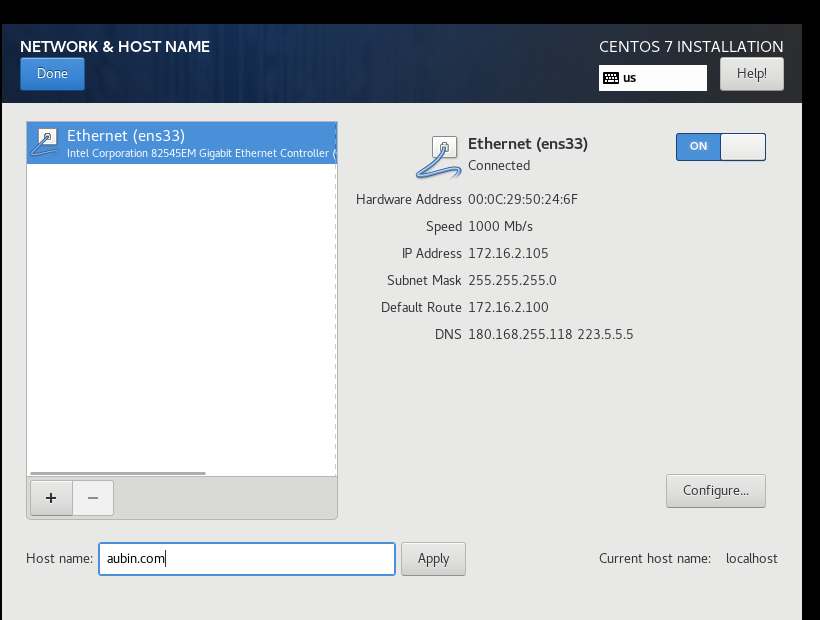 NETWORK & HOST NAME
CENTOS 7 INSTALLATION
Done
us
Help!
Ethernet (ens33)
Intel Corporation 82545EM Gigabit Ethernet Controller (
Ethernet (ens33)
Connected
ON
Hardware Address 00:0C:29:50:24:6F
Speed 1000 Mb/s
IP Address 172.16.2.105
Subnet Mask 255.255.255.0
Default Route 172.16.2.100
DNS 180.168.255.118 223.5.5.5
+ −
Configure...
Host name: aubin.com Apply
Current host name: localhost